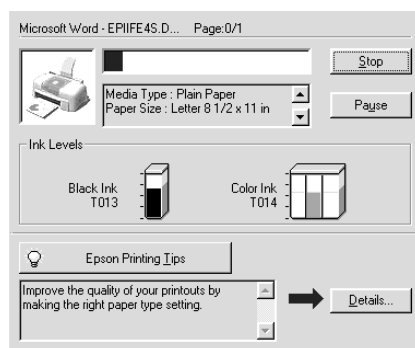 Microsoft Word - EPIIFE4S.D... Page:0/1
Stop
Media Type : Plain Paper
Paper Size : Letter 8 1/2 x 11 in
Pause
Ink Levels
Black Ink
T013
Color Ink
T014
Epson Printing Tips
Improve the quality of your printouts by
making the right paper type setting.
Details...